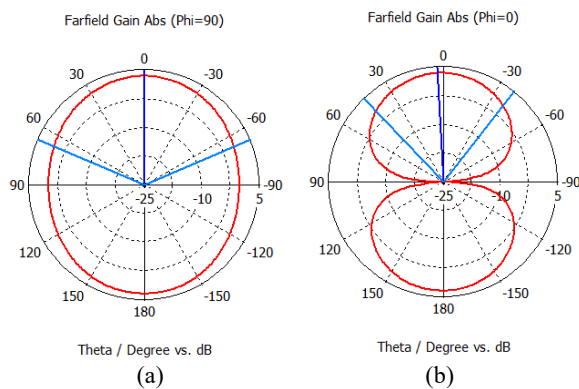 Farfield Gain Abs (Phi=90)
0
30 -30
60 -60
90 -25 -10 5 -90
120 -120
150 -150
180
Theta / Degree vs. dB
(a)
Farfield Gain Abs (Phi=0)
0
30 -30
60 -60
90 -25 -10 5 -90
120 -120
150 -150
180
Theta / Degree vs. dB
(b)